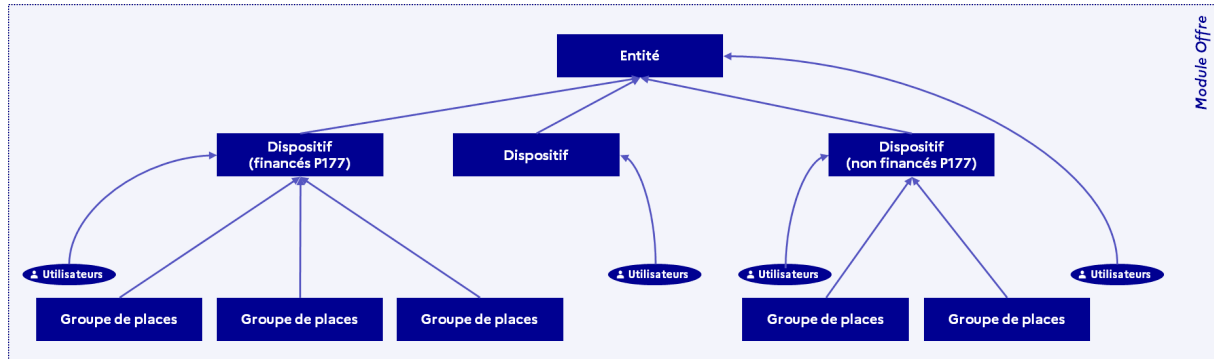 Module Offre
Entité
Dispositif
(financés P177)
Dispositif
Dispositif
(non financés P177)
Utilisateurs
Utilisateurs
Utilisateurs
Utilisateurs
Groupe de places
Groupe de places
Groupe de places
Groupe de places
Groupe de places